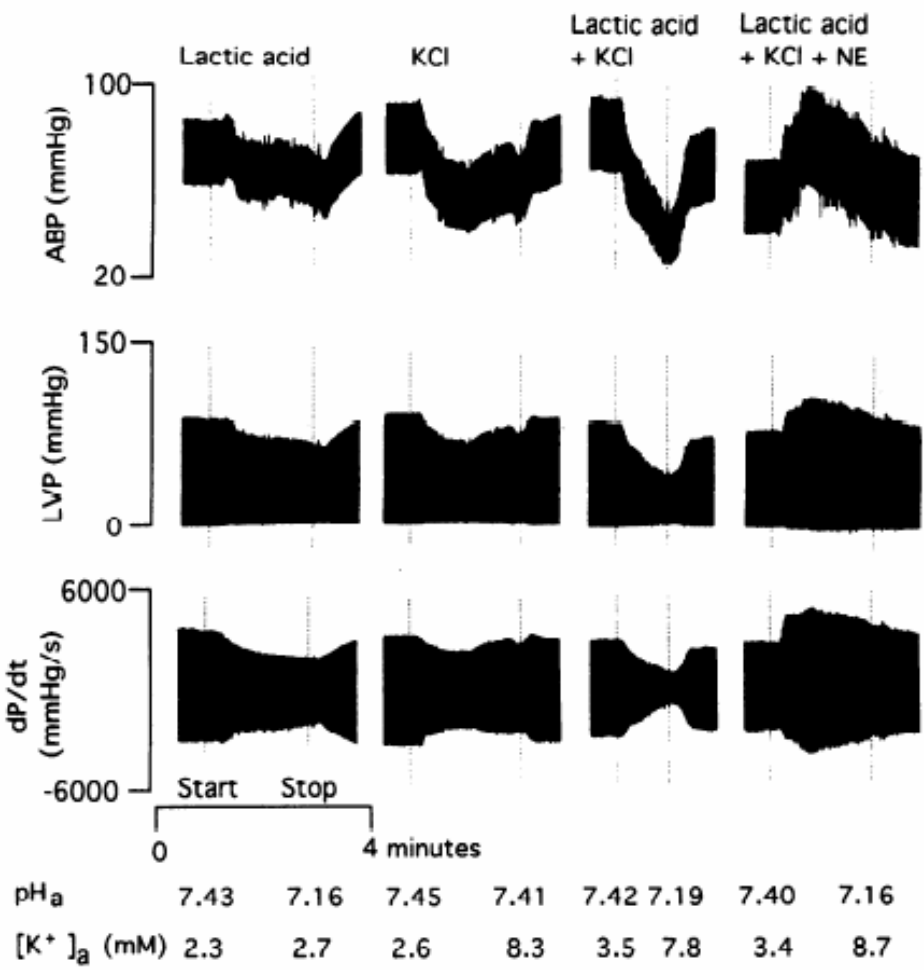 Lactic acid KCl Lactic acid + KCl Lactic acid + KCl + NE
100
ABP (mmHg)
20
150
LVP (mmHg)
0
6000
dP/dt (mmHg/s)
-6000
Start Stop
0 4 minutes
pHa 7.43 7.16 7.45 7.41 7.42 7.19 7.40 7.16
[K+]a (mM) 2.3 2.7 2.6 8.3 3.5 7.8 3.4 8.7